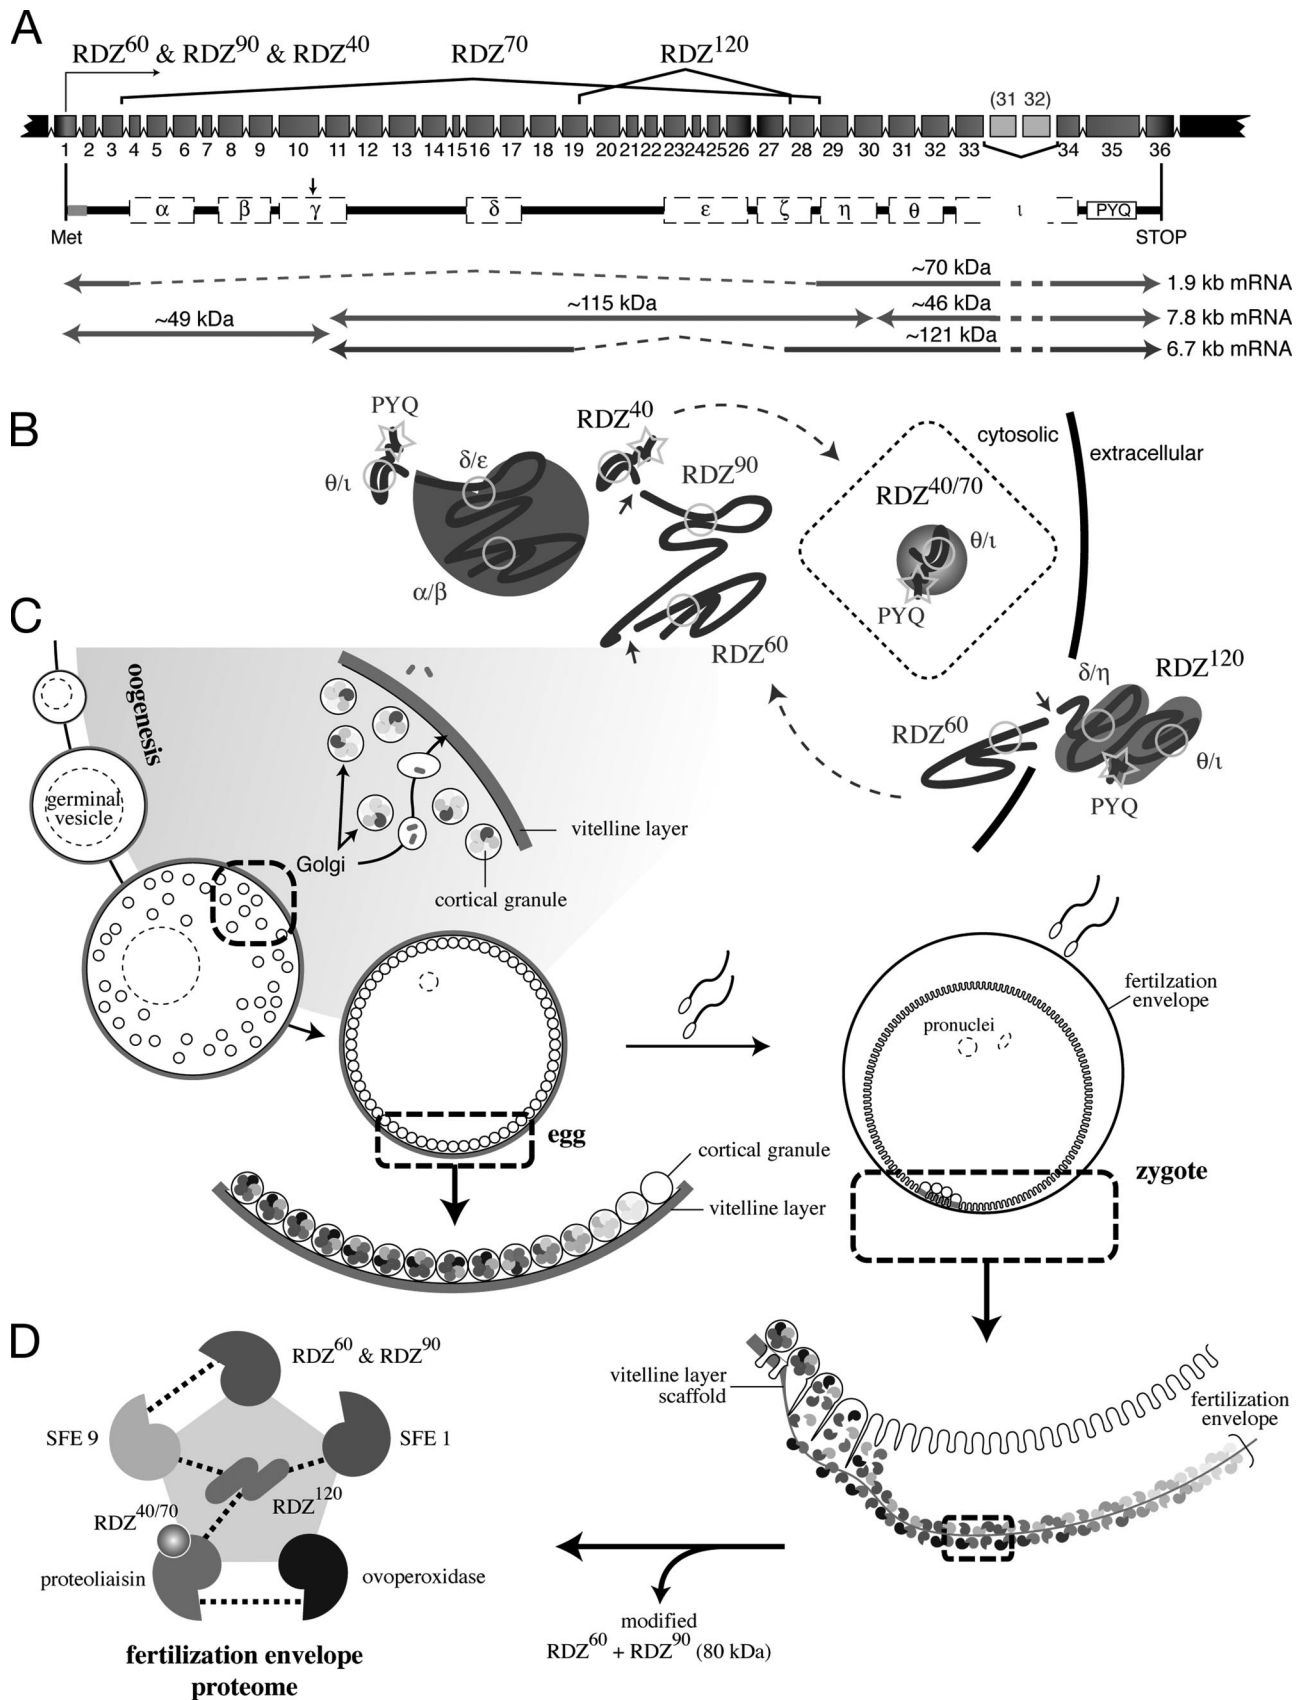 A
RDZ60 & RDZ90 & RDZ40
RDZ70
RDZ120
(31 32)
1 2 3 4 5 6 7 8 9 10 11 12 13 14 15 16 17 18 19 20 21 22 23 24 25 26 27 28 29 30 31 32 33 34 35 36
α β γ δ ε ζ η θ ι PYQ
Met
STOP
~70 kDa
1.9 kb mRNA
~115 kDa
~46 kDa
7.8 kb mRNA
~49 kDa
~121 kDa
6.7 kb mRNA
B
PYQ
θ/ι
δ/ε
α/β
RDZ40
RDZ90
RDZ60
cytosolic
extracellular
RDZ40/70
θ/ι
PYQ
RDZ120
δ/η
RDZ60
θ/ι
PYQ
C
oogenesis
germinal
vesicle
Golgi
vitelline layer
cortical granule
egg
cortical granule
vitelline layer
fertilzation
envelope
pronuclei
zygote
vitelline layer
scaffold
fertilization
envelope
D
RDZ60 & RDZ90
SFE 9
SFE 1
RDZ120
RDZ40/70
proteoliaisin
ovoperoxidase
modified
RDZ60 + RDZ90 (80 kDa)
fertilization envelope
proteome